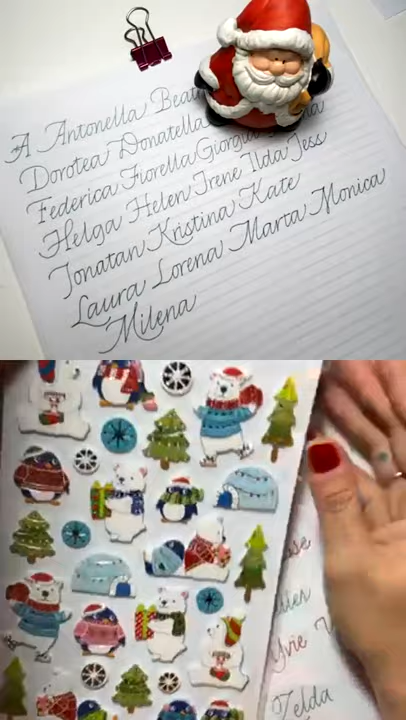 A Antonella Beat
Dorotea Donatella
Federica Fiorella Giorgia
Helga Helen Irene Ilda Jess
Jonatan Kristina Kate
Laura Lorena Marta Monica
Milena
Zelda